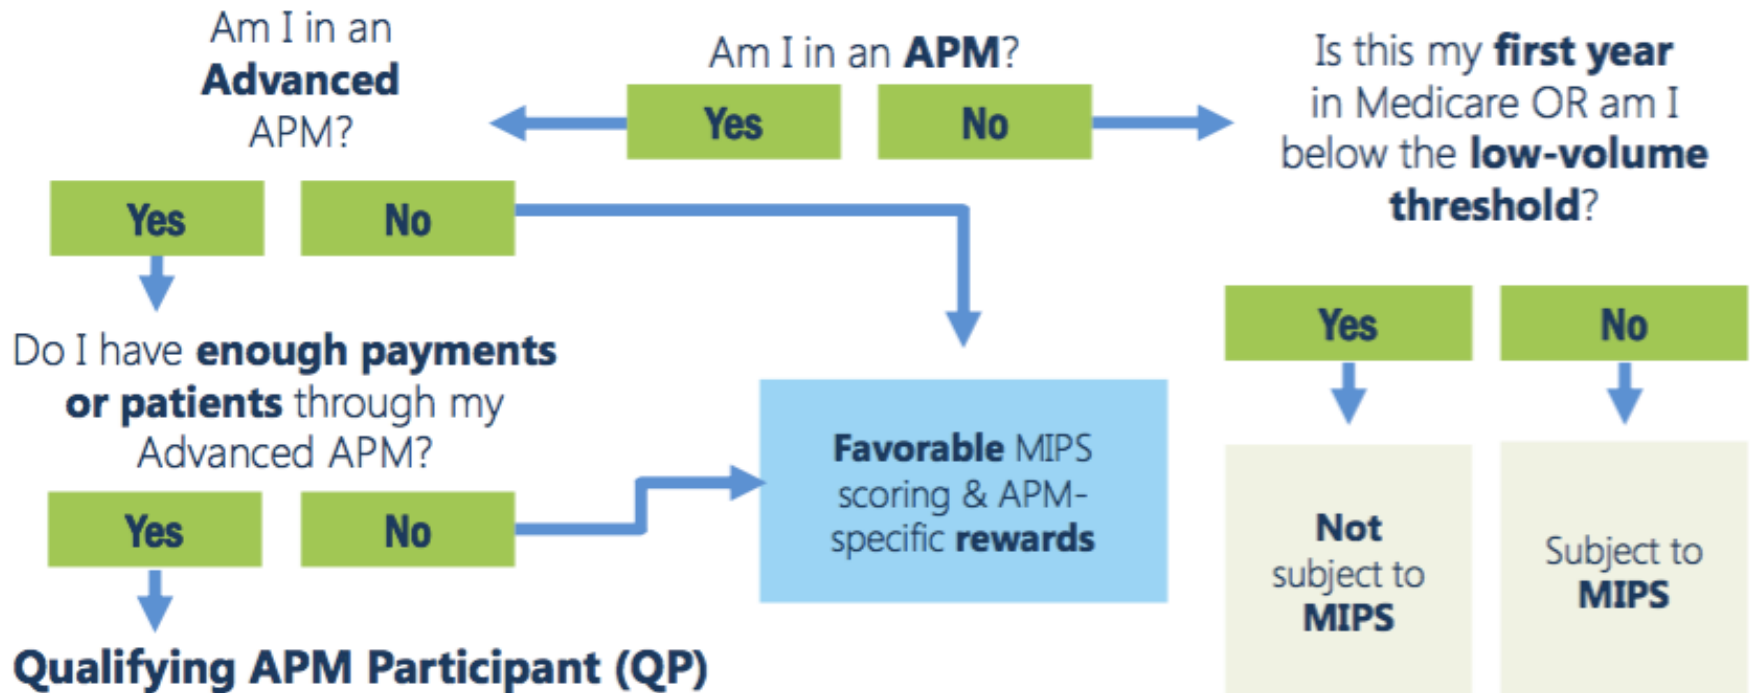 Am I in an
Advanced
APM?
Yes
No
Am I in an APM?
Yes
No
Is this my first year
in Medicare OR am I
below the low-volume
threshold?
Yes
No
Do I have enough payments
or patients through my
Advanced APM?
Yes
No
Favorable MIPS
scoring & APM-
specific rewards
Not
subject to
MIPS
Subject to
MIPS
Qualifying APM Participant (QP)